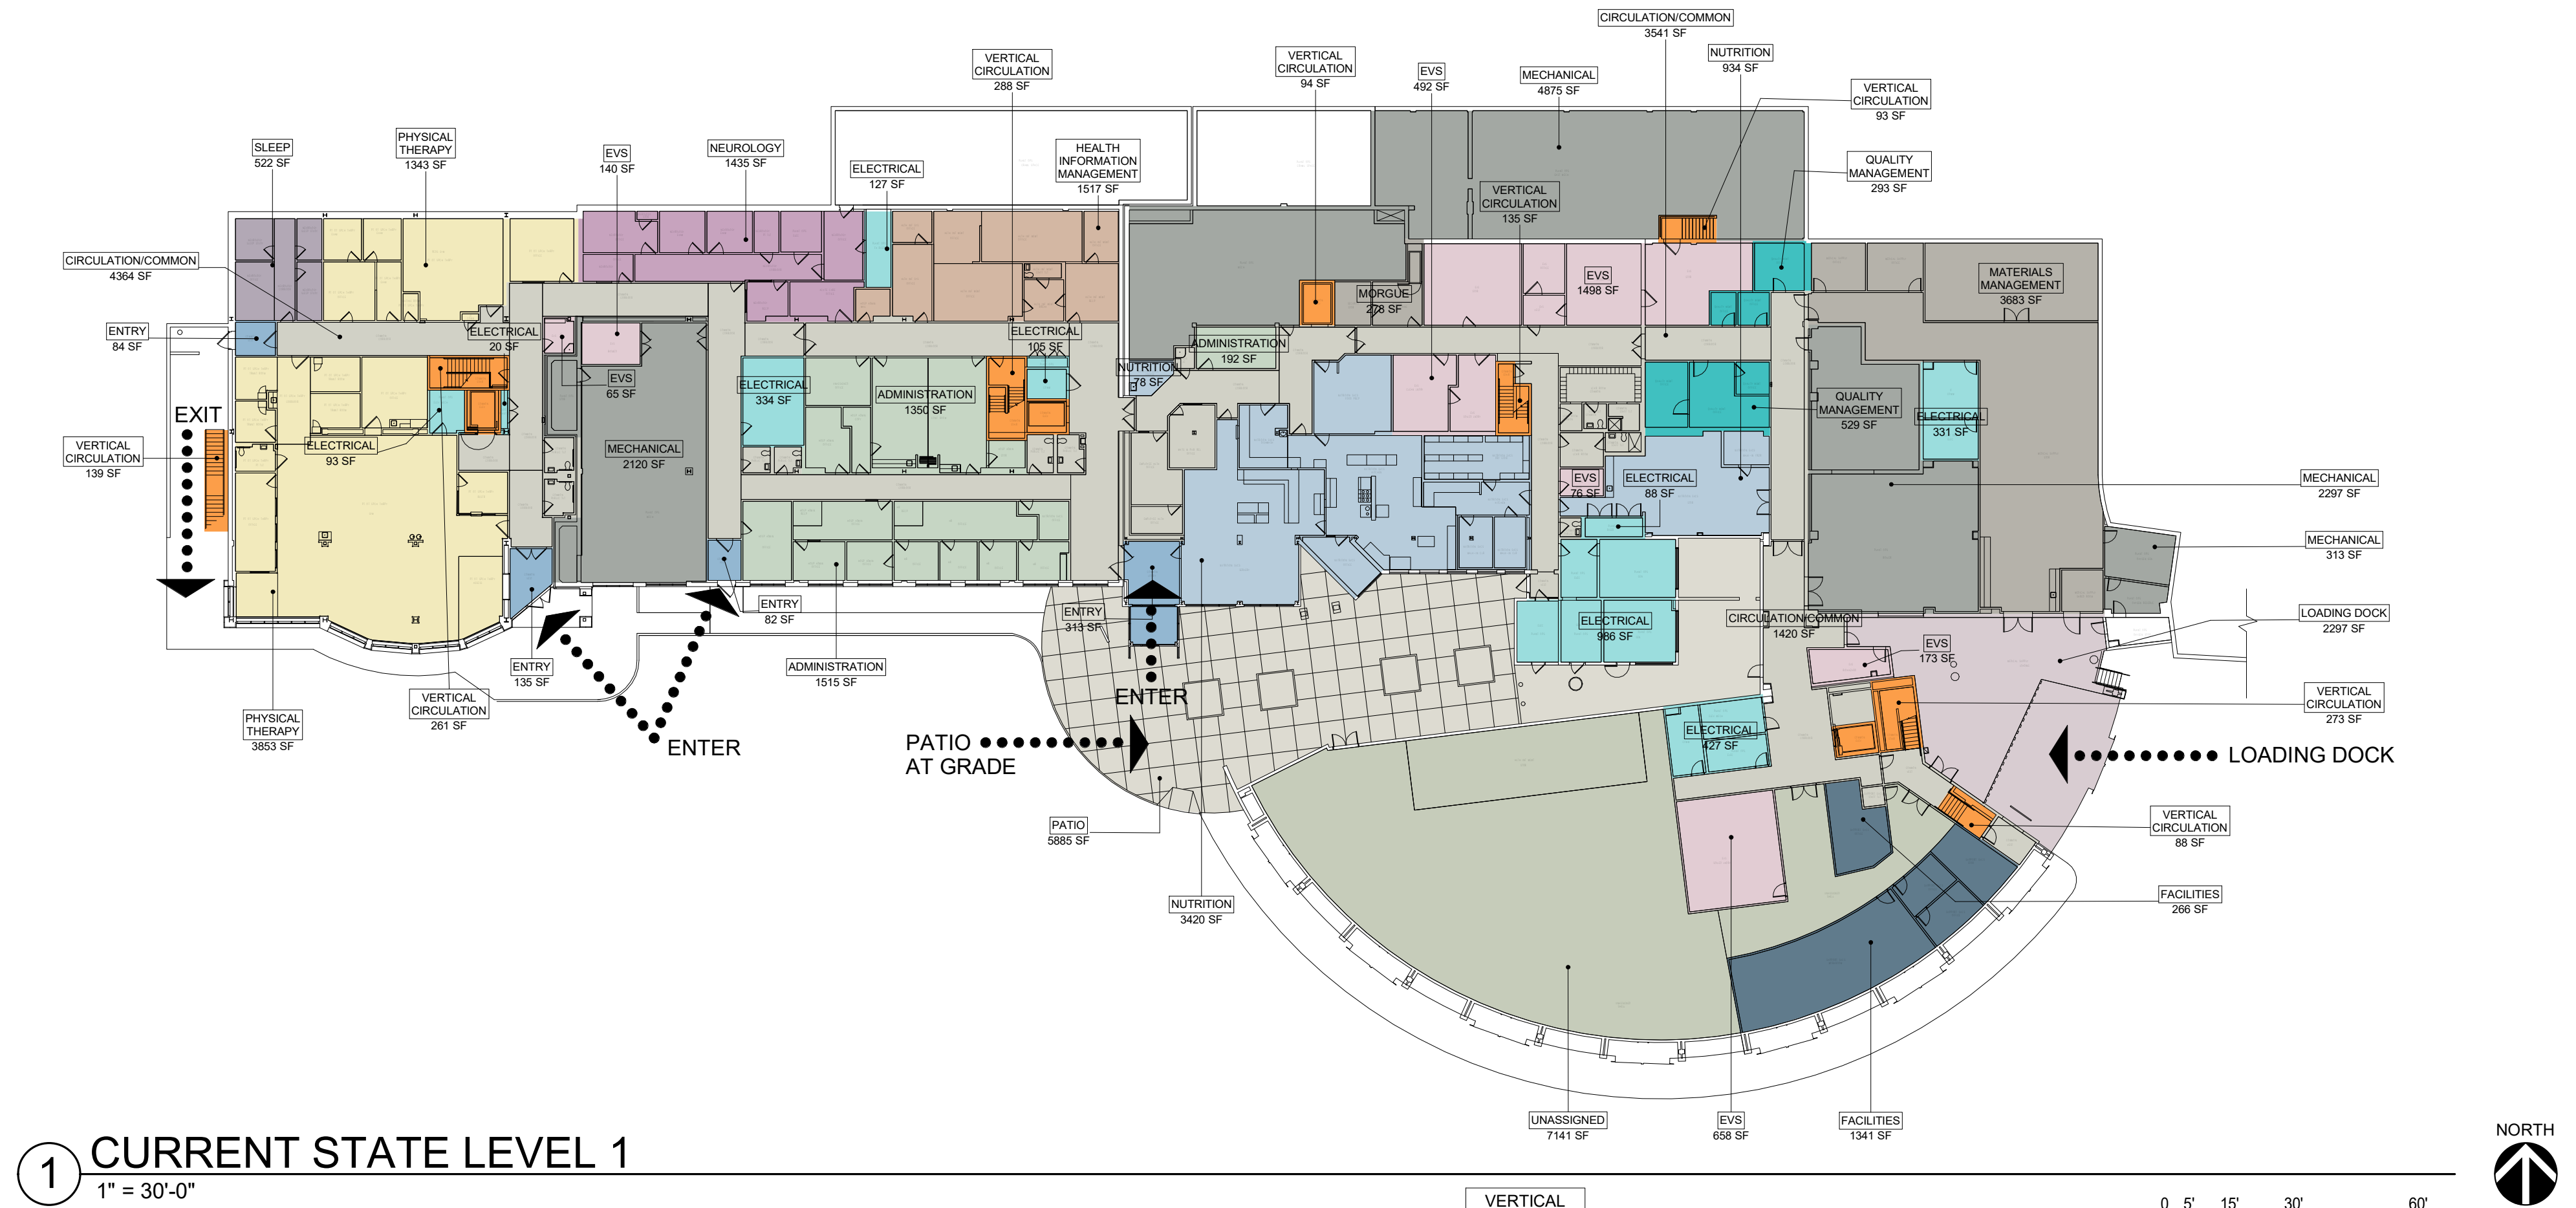 CIRCULATION/COMMON
3541 SF
NUTRITION
934 SF
VERTICAL
CIRCULATION
288 SF
VERTICAL
CIRCULATION
94 SF
EVS
492 SF
MECHANICAL
4875 SF
VERTICAL
CIRCULATION
93 SF
SLEEP
522 SF
PHYSICAL
THERAPY
1343 SF
EVS
140 SF
NEUROLOGY
1435 SF
ELECTRICAL
127 SF
HEALTH
INFORMATION
MANAGEMENT
1517 SF
VERTICAL
CIRCULATION
135 SF
QUALITY
MANAGEMENT
293 SF
CIRCULATION/COMMON
4364 SF
MORGUE
278 SF
EVS
1498 SF
MATERIALS
MANAGEMENT
3683 SF
ENTRY
84 SF
ELECTRICAL
20 SF
ELECTRICAL
105 SF
ADMINISTRATION
192 SF
NUTRITION
78 SF
EVS
65 SF
ELECTRICAL
334 SF
ADMINISTRATION
1350 SF
QUALITY
MANAGEMENT
529 SF
ELECTRICAL
331 SF
EXIT
VERTICAL
CIRCULATION
139 SF
ELECTRICAL
93 SF
MECHANICAL
2120 SF
EVS
76 SF
ELECTRICAL
88 SF
MECHANICAL
2297 SF
MECHANICAL
313 SF
ENTRY
82 SF
ENTRY
313 SF
ELECTRICAL
986 SF
CIRCULATION/COMMON
1420 SF
LOADING DOCK
2297 SF
EVS
173 SF
ENTRY
135 SF
ADMINISTRATION
1515 SF
ENTER
VERTICAL
CIRCULATION
273 SF
VERTICAL
CIRCULATION
261 SF
PHYSICAL
THERAPY
3853 SF
ENTER
PATIO
AT GRADE
ELECTRICAL
427 SF
LOADING DOCK
PATIO
5885 SF
VERTICAL
CIRCULATION
88 SF
NUTRITION
3420 SF
FACILITIES
266 SF
UNASSIGNED
7141 SF
EVS
658 SF
FACILITIES
1341 SF
1
CURRENT STATE LEVEL 1
1" = 30'-0"
NORTH
VERTICAL
0 5' 15' 30' 60'